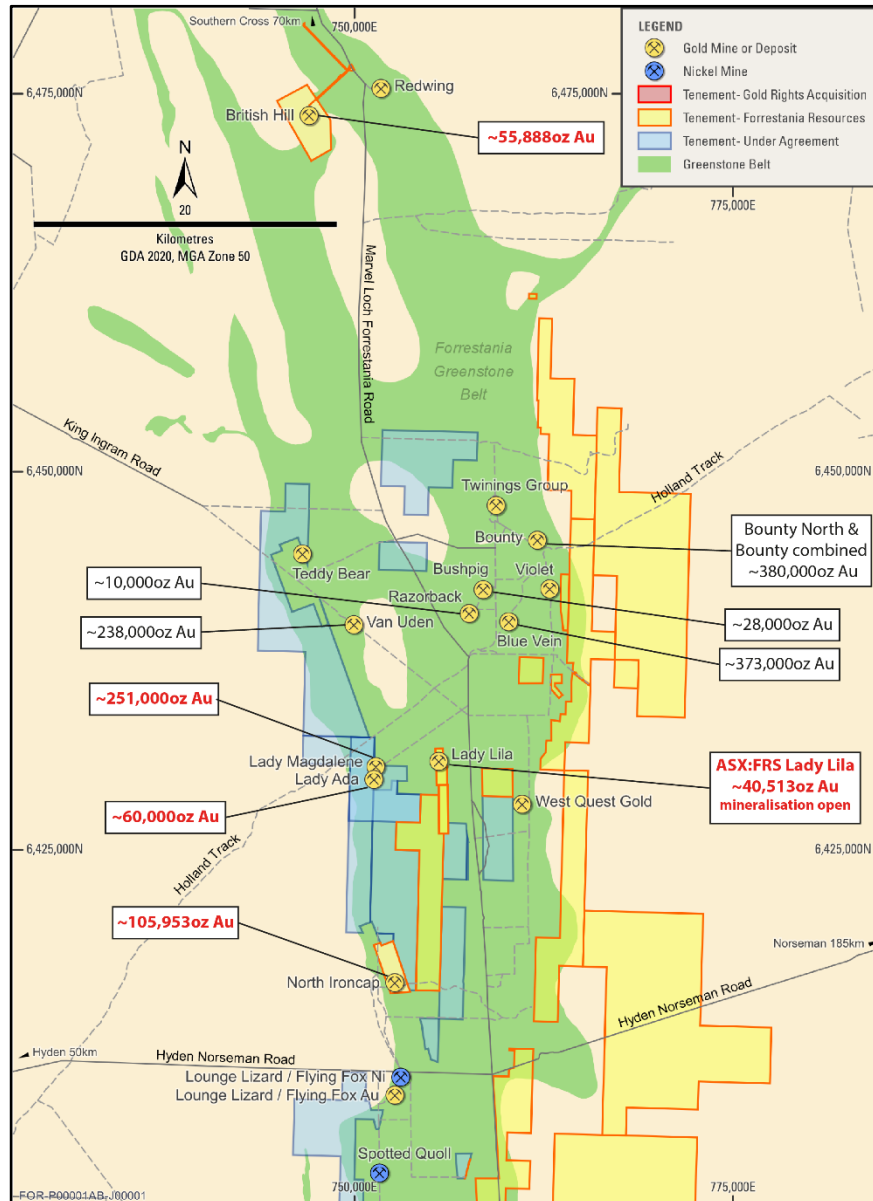 Southern Cross 70km
750,000E
LEGEND
Gold Mine or Deposit
Nickel Mine
Tenement- Gold Rights Acquisition
Tenement- Forrestania Resources
Tenement- Under Agreement
Greenstone Belt
6,475,000N
6,475,000N
Redwing
British Hill
~55,888oz Au
N
775,000E
20
Kilometres
GDA 2020, MGA Zone 50
Marvel Loch Forrestania Road
Forrestania
Greenstone
Belt
King Ingram Road
6,450,000N
6,450,000N
Holland Track
Twinings Group
Bounty
Bounty North &
Bounty combined
~380,000oz Au
Teddy Bear
Bushpig
Violet
~10,000oz Au
Razorback
~28,000oz Au
Van Uden
~238,000oz Au
Blue Vein
~373,000oz Au
~251,000oz Au
Lady Magdalene
Lady Ada
Lady Lila
ASX:FRS Lady Lila
~40,513oz Au
mineralisation open
~60,000oz Au
West Quest Gold
6,425,000N
6,425,000N
Holland Track
~105,953oz Au
Norseman 185km
North Ironcap
Hyden Norseman Road
Hyden 50km
Hyden Norseman Road
Lounge Lizard / Flying Fox Ni
Lounge Lizard / Flying Fox Au
Spotted Quoll
750,000E
775,000E
FOR-P00001AB-J00001